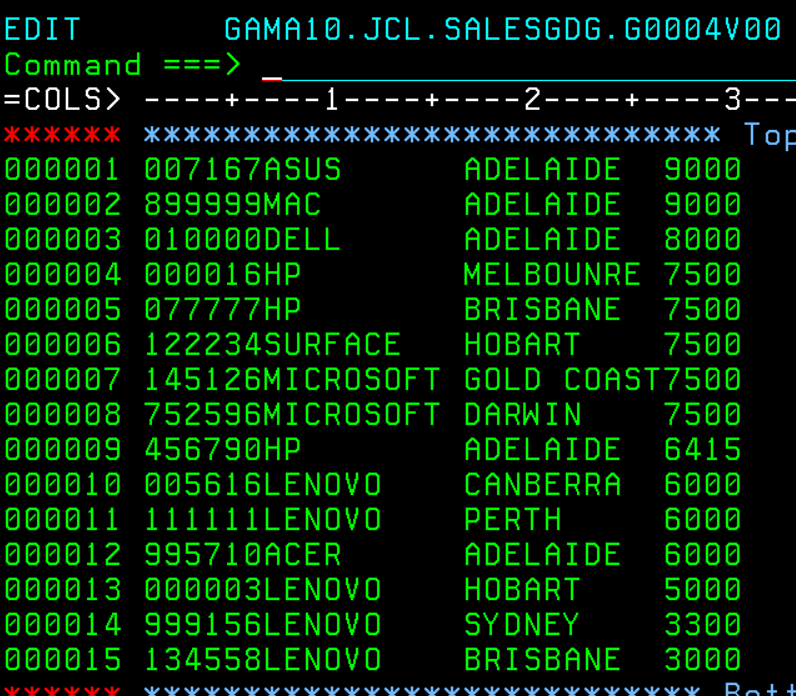 EDIT       GAMA10.JCL.SALESGDG.G0004V00
Command ===> _
=COLS> ----+----1----+----2----+----3---
****** ***************************** Top
000001 007167ASUS      ADELAIDE  9000
000002 899999MAC       ADELAIDE  9000
000003 010000DELL      ADELAIDE  8000
000004 000016HP        MELBOUNRE 7500
000005 077777HP        BRISBANE  7500
000006 122234SURFACE   HOBART    7500
000007 145126MICROSOFT GOLD COAST7500
000008 752596MICROSOFT DARWIN    7500
000009 456790HP        ADELAIDE  6415
000010 005616LENOVO    CANBERRA  6000
000011 111111LENOVO    PERTH     6000
000012 995710ACER      ADELAIDE  6000
000013 000003LENOVO    HOBART    5000
000014 999156LENOVO    SYDNEY    3300
000015 134558LENOVO    BRISBANE  3000
****** **************************** Bott